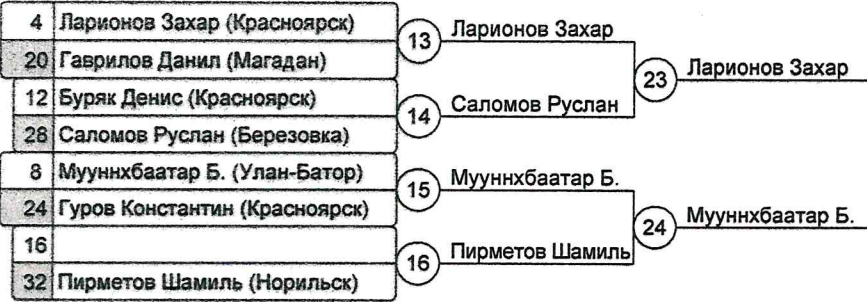 4 Ларионов Захар (Красноярск)
20 Гаврилов Данил (Магадан)
13 Ларионов Захар
12 Буряк Денис (Красноярск)
28 Саломов Руслан (Березовка)
14 Саломов Руслан
23 Ларионов Захар
8 Мууннхбаатар Б. (Улан-Батор)
24 Гуров Константин (Красноярск)
15 Мууннхбаатар Б.
16
32 Пирметов Шамиль (Норильск)
16 Пирметов Шамиль
24 Мууннхбаатар Б.